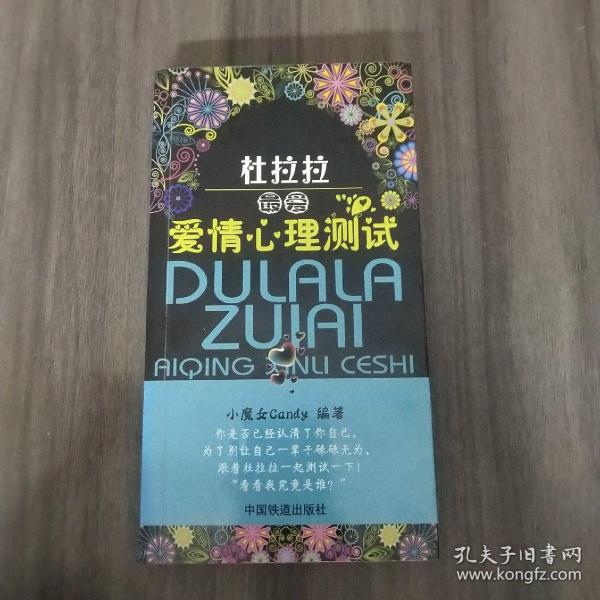 杜拉拉
最爱
爱情心理测试
DULALA
ZUIAI
AIQING XINLI CESHI
小魔女Candy 编著
你是否已经认清了你自己，
为了别让自己一辈子碌碌无为，
跟着杜拉拉一起测试一下！
“看看我究竟是谁？”
中国铁道出版社
孔夫子旧书网
www.kongfz.com